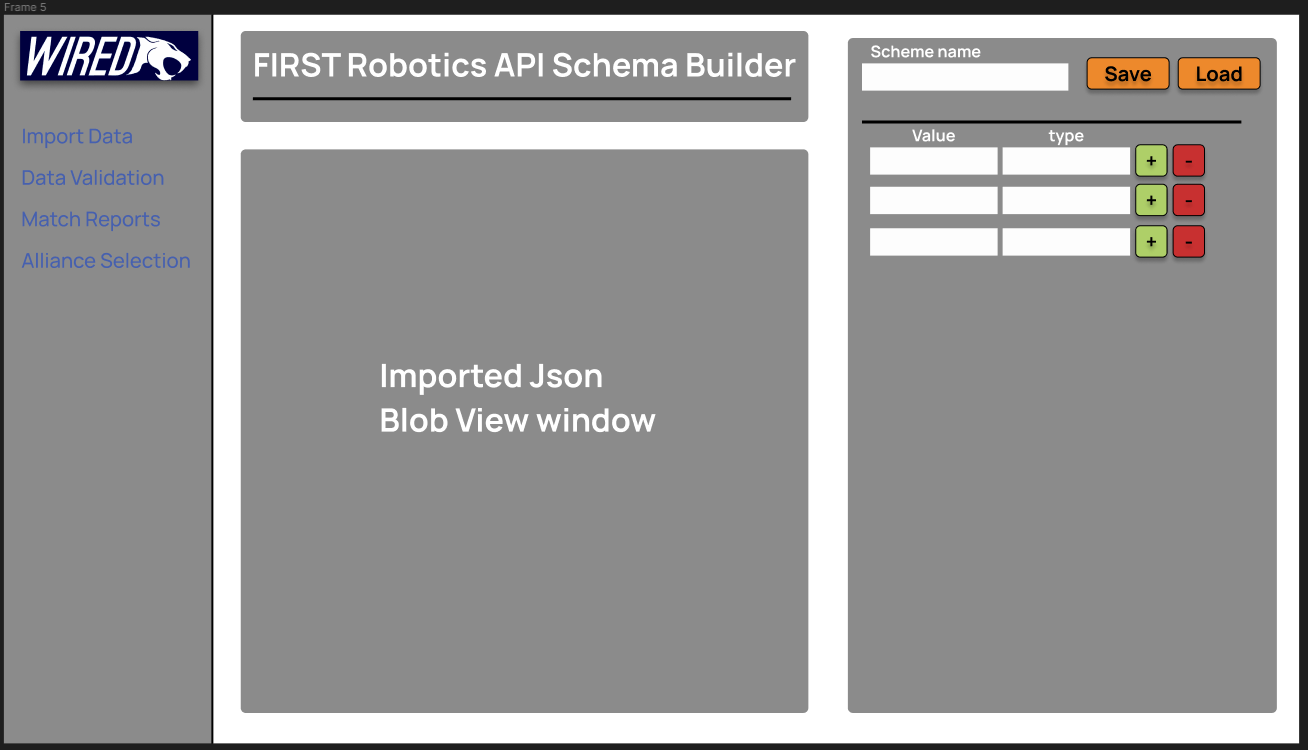 Frame 5
WIRED
Import Data
Data Validation
Match Reports
Alliance Selection
FIRST Robotics API Schema Builder
Imported Json
Blob View window
Scheme name
Save Load
Value type
+ -
+ -
+ -